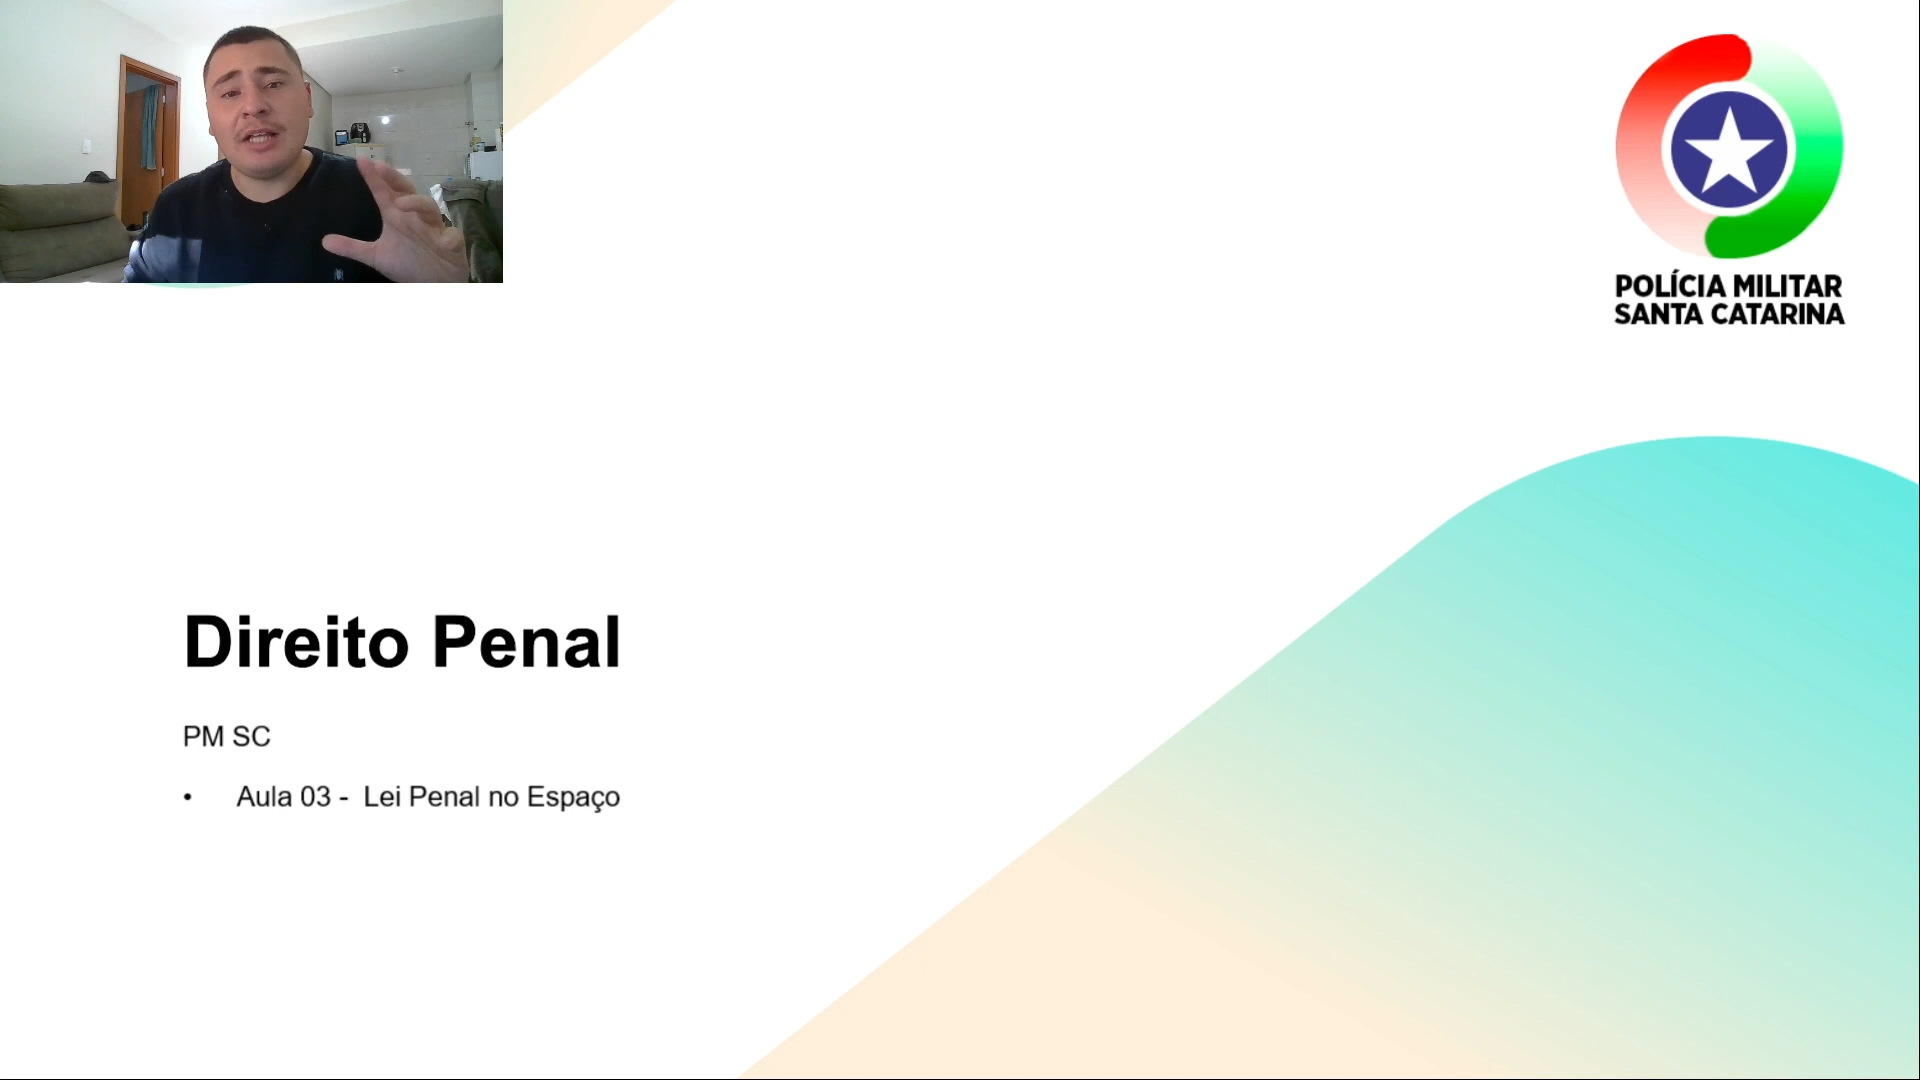 POLÍCIA MILITAR
SANTA CATARINA
Direito Penal
PM SC
• Aula 03 - Lei Penal no Espaço